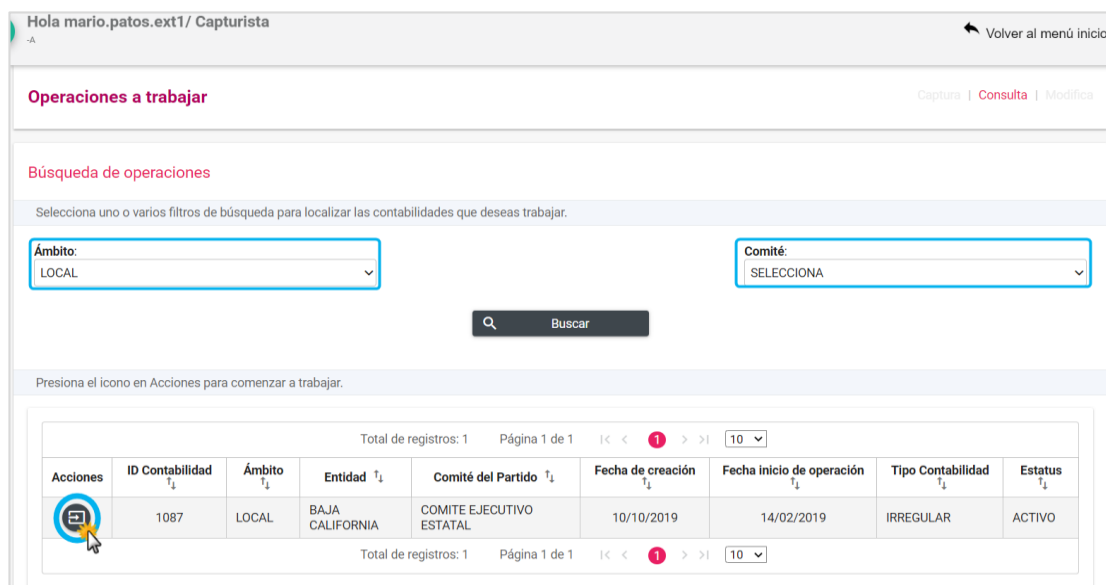 Hola mario.patos.ext1/ Capturista
-A
Volver al menú inicio
Operaciones a trabajar
Captura | Consulta | Modifica
Búsqueda de operaciones
Selecciona uno o varios filtros de búsqueda para localizar las contabilidades que deseas trabajar.
Ámbito: Comité:
LOCAL SELECCIONA
Buscar
Presiona el icono en Acciones para comenzar a trabajar.
Total de registros: 1 Página 1 de 1 |< < 1 > >| 10
Acciones ID Contabilidad Ámbito Entidad Comité del Partido Fecha de creación Fecha inicio de operación Tipo Contabilidad Estatus
1087 LOCAL BAJA CALIFORNIA COMITE EJECUTIVO ESTATAL 10/10/2019 14/02/2019 IRREGULAR ACTIVO
Total de registros: 1 Página 1 de 1 |< < 1 > >| 10